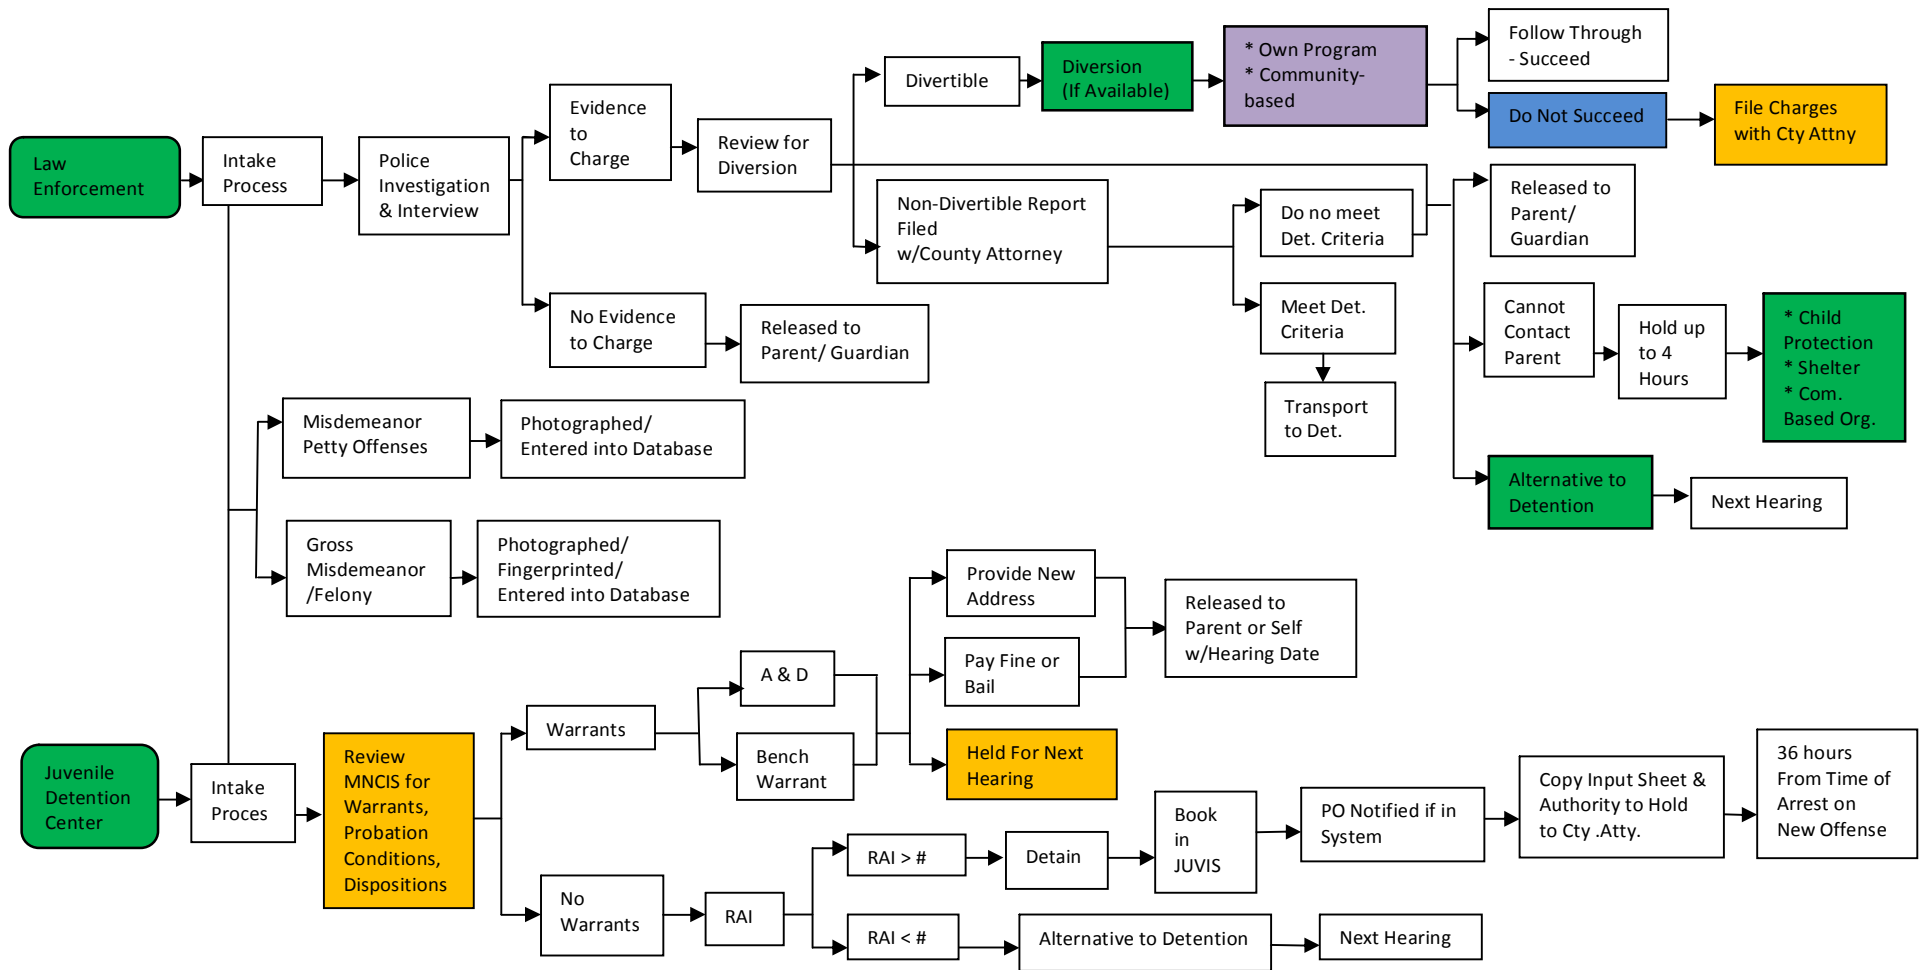 Law
Enforcement
Intake
Process
Police
Investigation
& Interview
Evidence
to
Charge
Review for
Diversion
Divertible
Diversion
(If Available)
* Own Program
* Community-
based
Follow Through
- Succeed
Do Not Succeed
File Charges
with Cty Attny
Non-Divertible Report
Filed
w/County Attorney
Do no meet
Det. Criteria
Released to
Parent/
Guardian
No Evidence
to Charge
Released to
Parent/ Guardian
Meet Det.
Criteria
Transport
to Det.
Cannot
Contact
Parent
Hold up
to 4
Hours
* Child
Protection
* Shelter
* Com.
Based Org.
Alternative to
Detention
Next Hearing
Misdemeanor
Petty Offenses
Photographed/
Entered into Database
Gross
Misdemeanor
/Felony
Photographed/
Fingerprinted/
Entered into Database
Juvenile
Detention
Center
Intake
Proces
Review
MNCIS for
Warrants,
Probation
Conditions,
Dispositions
Warrants
A & D
Bench
Warrant
Provide New
Address
Pay Fine or
Bail
Released to
Parent or Self
w/Hearing Date
Held For Next
Hearing
No
Warrants
RAI
RAI > #
Detain
Book
in
JUVIS
PO Notified if in
System
Copy Input Sheet &
Authority to Hold
to Cty .Atty.
36 hours
From Time of
Arrest on
New Offense
RAI < #
Alternative to Detention
Next Hearing